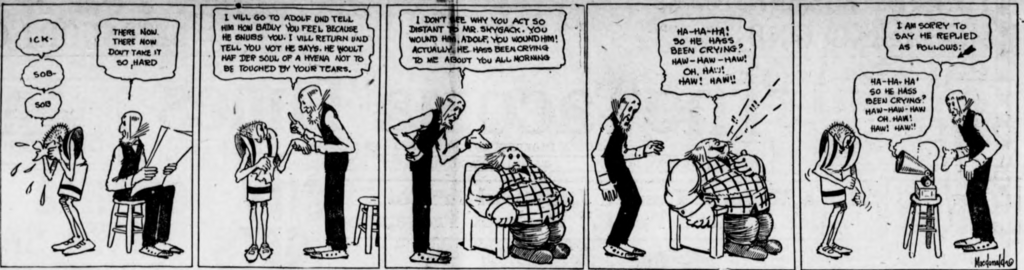 ICK-
SOB-
SOB
THERE NOW.
THERE NOW
DON'T TAKE IT
SO HARD
I VILL GO TO ADOLF UND TELL
HIM HOW BADLY YOU FEEL BECAUSE
HE SNUBS YOU. I VILL RETURN UND
TELL YOU VOT HE SAYS. HE WOULT
HAF DER SOUL OF A HYENA NOT TO
BE TOUCHED BY YOUR TEARS.
I DON'T SEE WHY YOU ACT SO
DISTANT TO MR. SKYGACK. YOU
WOUND HIM, ADOLF, YOU WOUND HIM!
ACTUALLY, HE HASS BEEN CRYING
TO ME ABOUT YOU ALL MORNING
HA-HA-HA!
SO HE HASS
BEEN CRYING?
HAW-HAW-HAW!
OH, HAW!
HAW! HAW!!
I AM SORRY TO
SAY HE REPLIED
AS FOLLOWS:
HA-HA-HA!
SO HE HASS
BEEN CRYING?
HAW-HAW-HAW
OH, HAW!
HAW! HAW!!
Macdonald